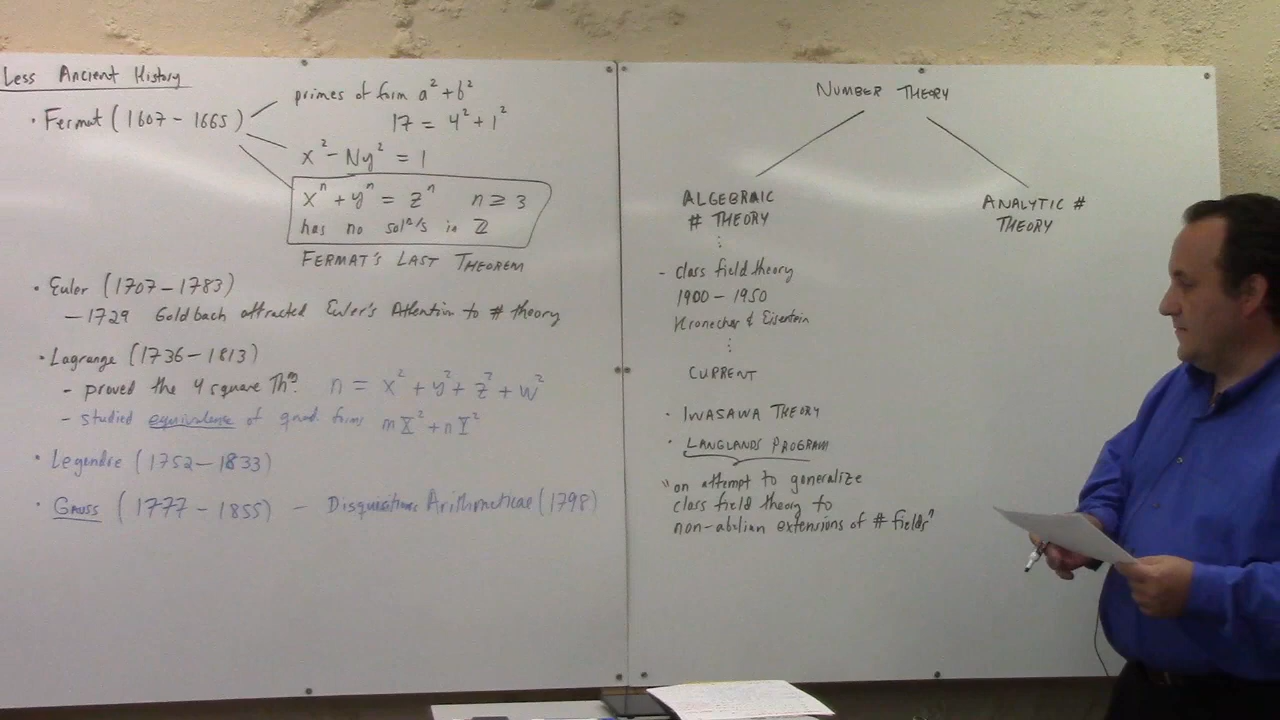 Less Ancient History
• Fermat (1607 – 1665)
primes of form a² + b²
17 = 4² + 1²
x² – Ny² = 1
xⁿ + yⁿ = zⁿ n ≥ 3
has no solⁿ/s in ℤ
FERMAT'S LAST THEOREM
• Euler (1707 – 1783)
– 1729 Goldbach attracted Euler's Attention to # theory
• Lagrange (1736 – 1813)
– proved the 4 square Thᵐ. n = x² + y² + z² + w²
– studied equivalence of quad. forms mX² + nY²
• Legendre (1752 – 1833)
• Gauss (1777 – 1855) – Disquisitiones Arithmeticae (1798)
NUMBER THEORY
ALGEBRAIC
# THEORY
– class field theory
1900 – 1950
Kronecker & Eisenstein
CURRENT
• IWASAWA THEORY
• LANGLANDS PROGRAM
"an attempt to generalize
class field theory to
non-abelian extensions of # fields"
ANALYTIC #
THEORY